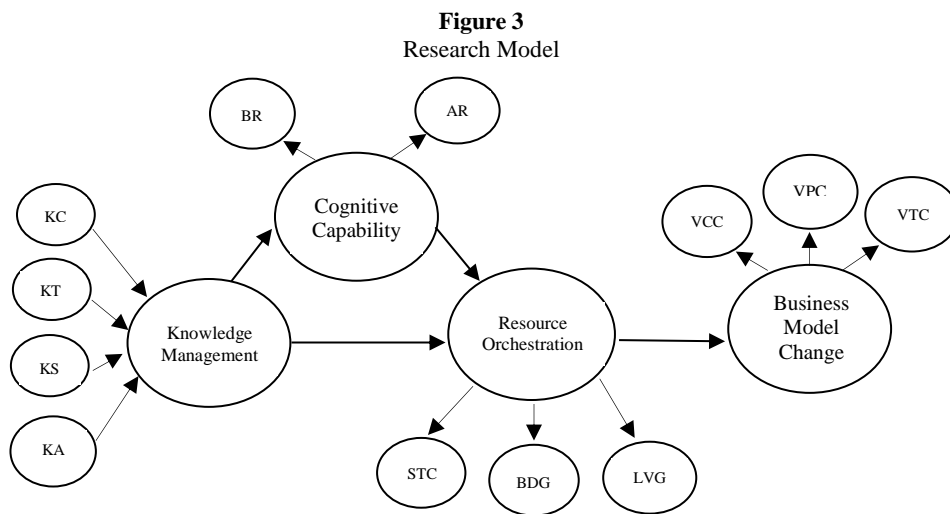 Figure 3
Research Model
BR
AR
Cognitive
Capability
KC
KT
KS
KA
Knowledge
Management
Resource
Orchestration
STC
BDG
LVG
VCC
VPC
VTC
Business
Model
Change